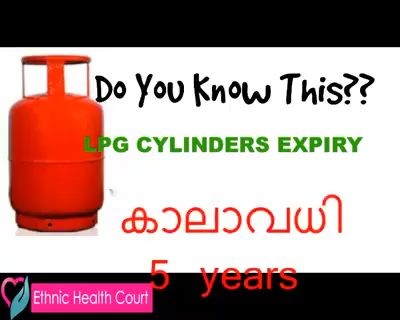 Do You Know This??
LPG CYLINDERS EXPIRY
കാലാവധി
5 years
Ethnic Health Court